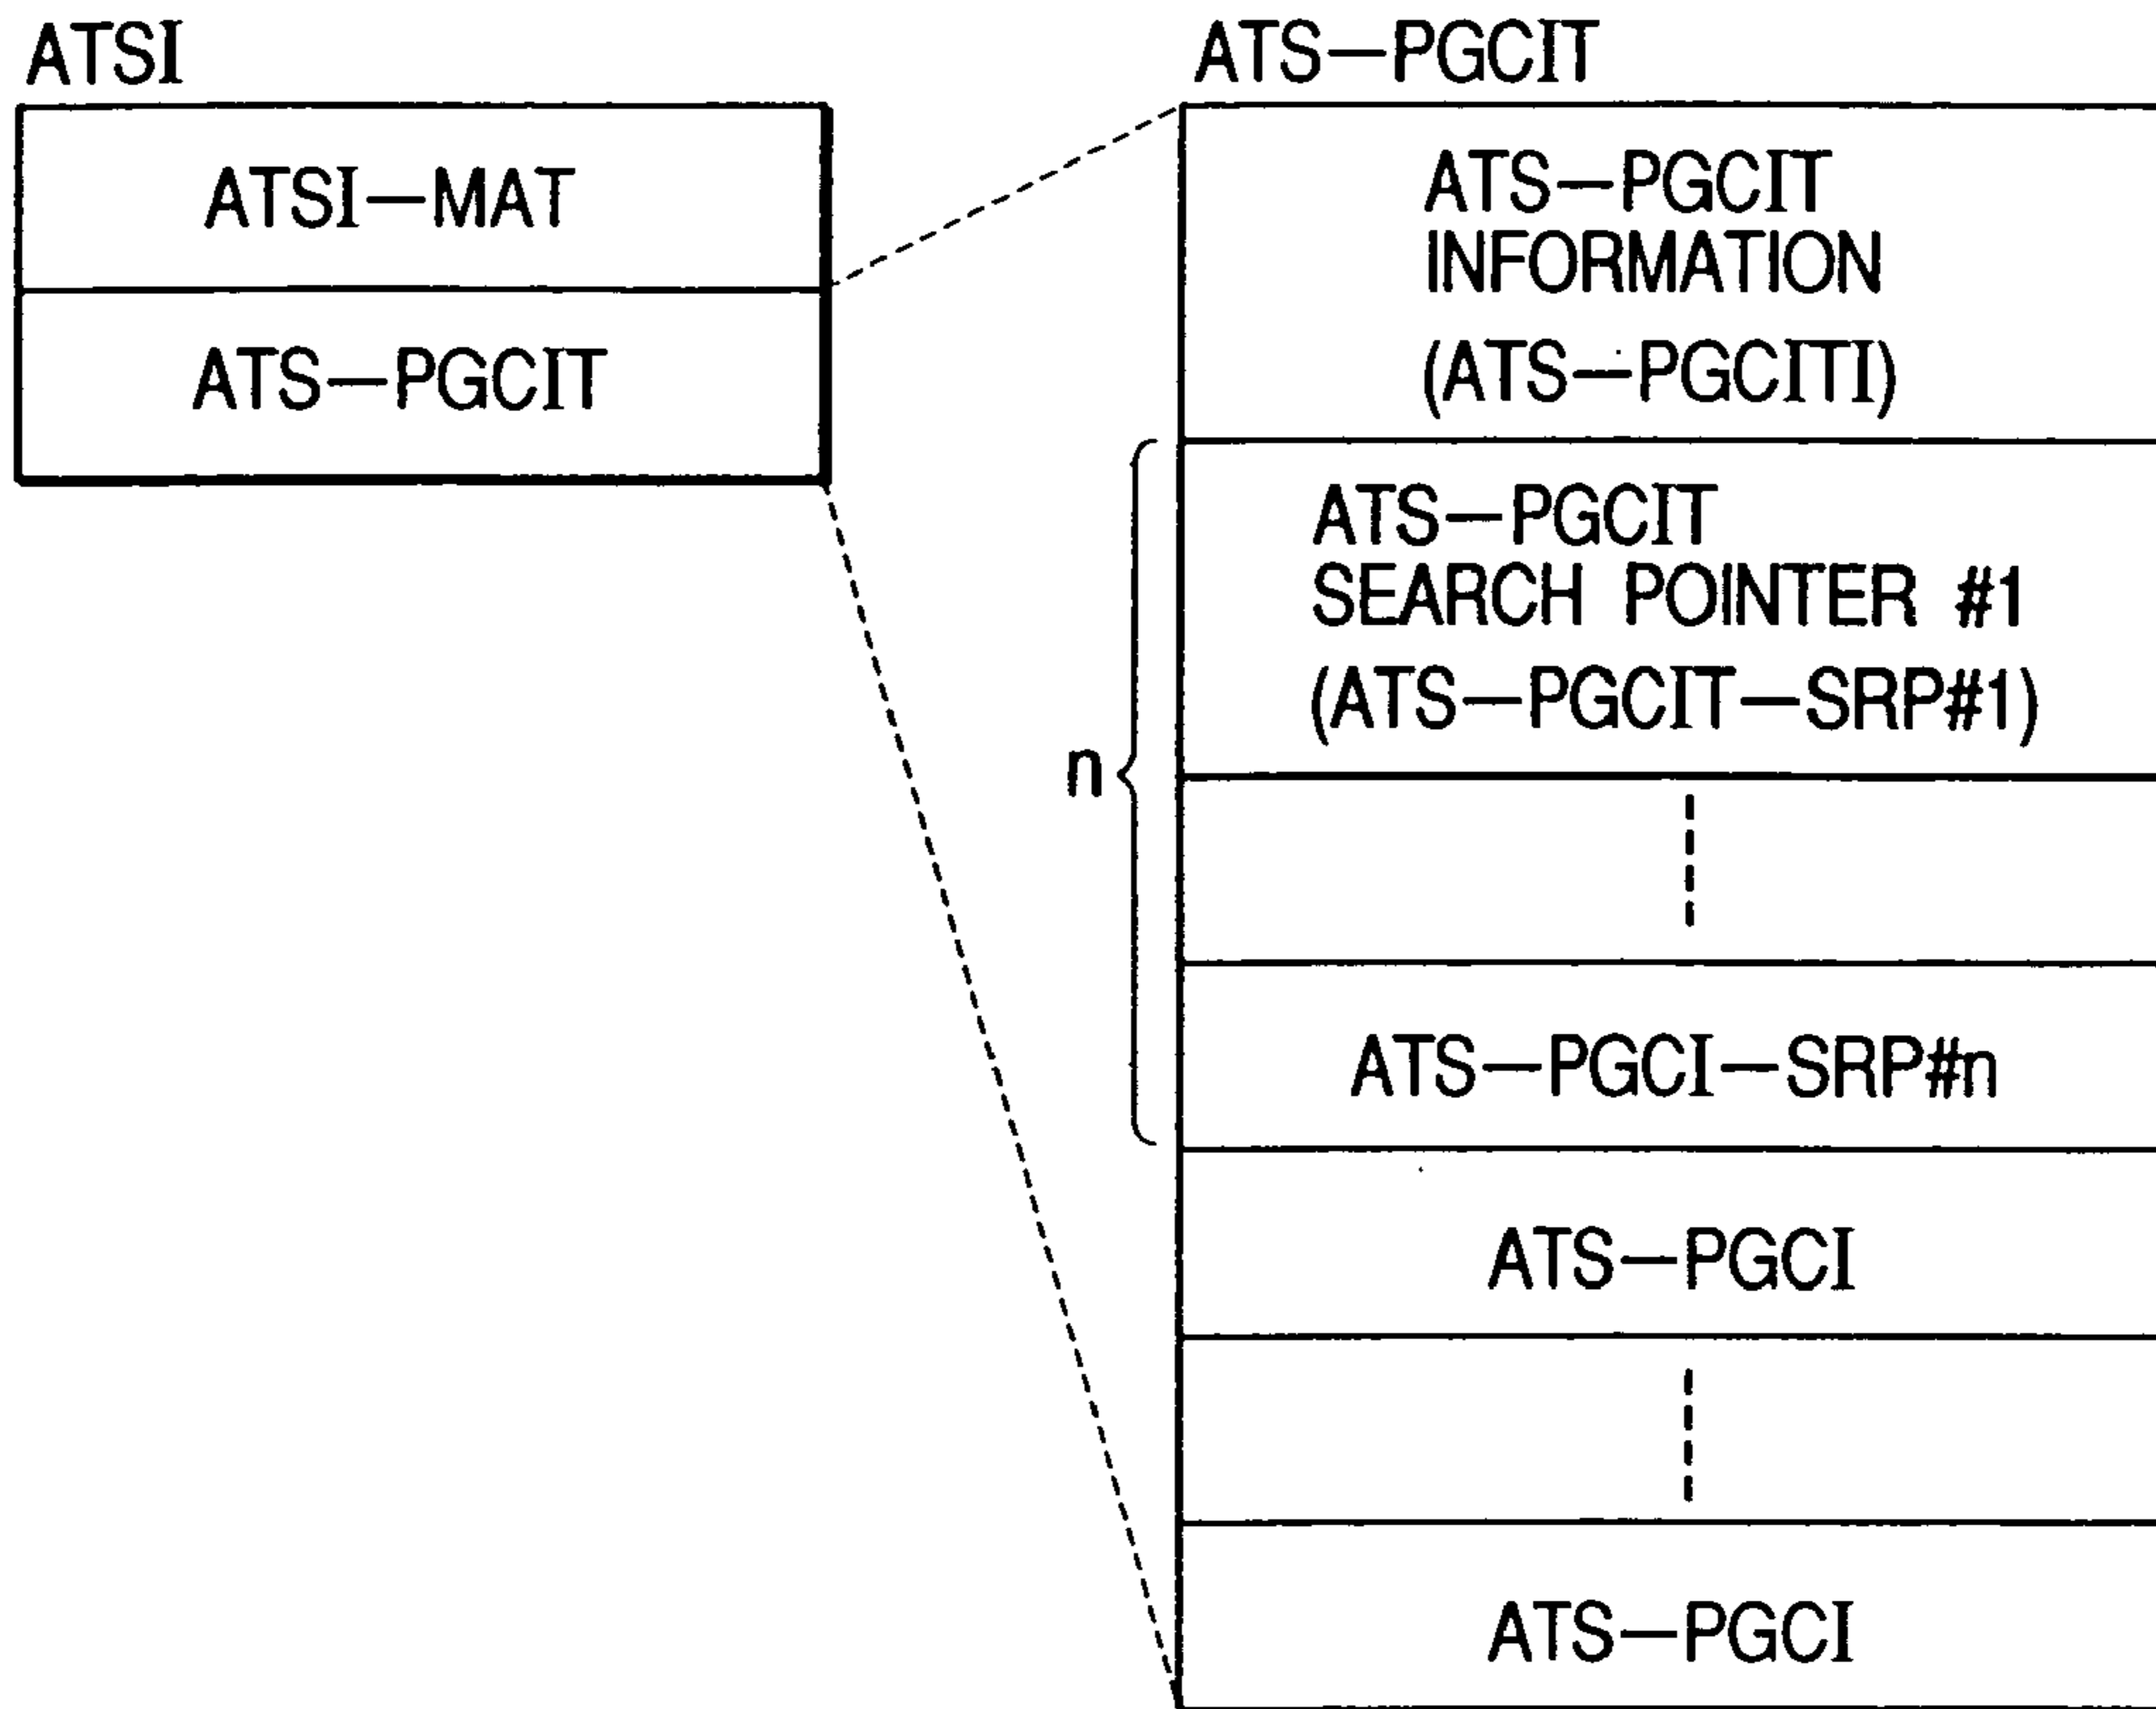 ATSI
ATSI—MAT
ATS—PGCIT
ATS—PGCIT
ATS—PGCIT
INFORMATION
(ATS—PGCITI)
n
ATS—PGCIT
SEARCH POINTER #1
(ATS—PGCIT—SRP#1)
ATS—PGCI—SRP#n
ATS—PGCI
ATS—PGCI